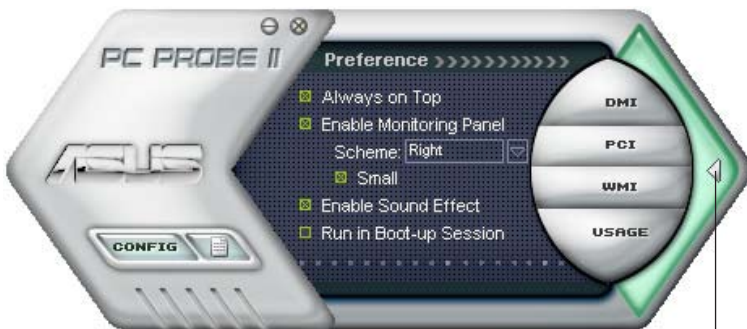 PC PROBE II
Preference
Always on Top
Enable Monitoring Panel
Scheme: Right
Small
Enable Sound Effect
Run in Boot-up Session
DMI
PCI
WMI
USAGE
ASUS
CONFIG